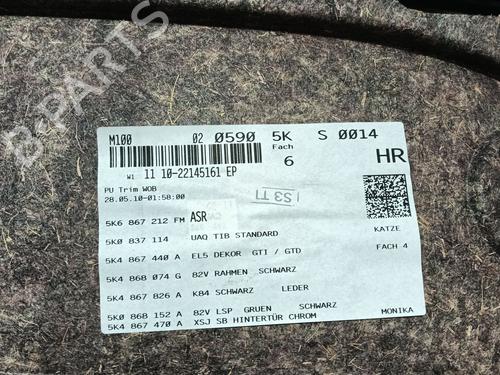 B-PARTS
M100 02 0590 5K S 0014
Fach
6
HR
W1 11 10-22145161 EP
PU Trim WOB
28.05.10-01:58:00
5K6 867 212 FM ASR
5K0 837 114 UAQ TIB STANDARD
KATZE
5K4 867 440 A EL5 DEKOR GTI / GTD
FACH 4
5K4 868 074 G 82V RAHMEN SCHWARZ
5K4 867 826 A K84 SCHWARZ LEDER
5K0 868 152 A 82V LSP GRUEN SCHWARZ
5K4 867 470 A XSJ SB HINTERTÜR CHROM
MONIKA